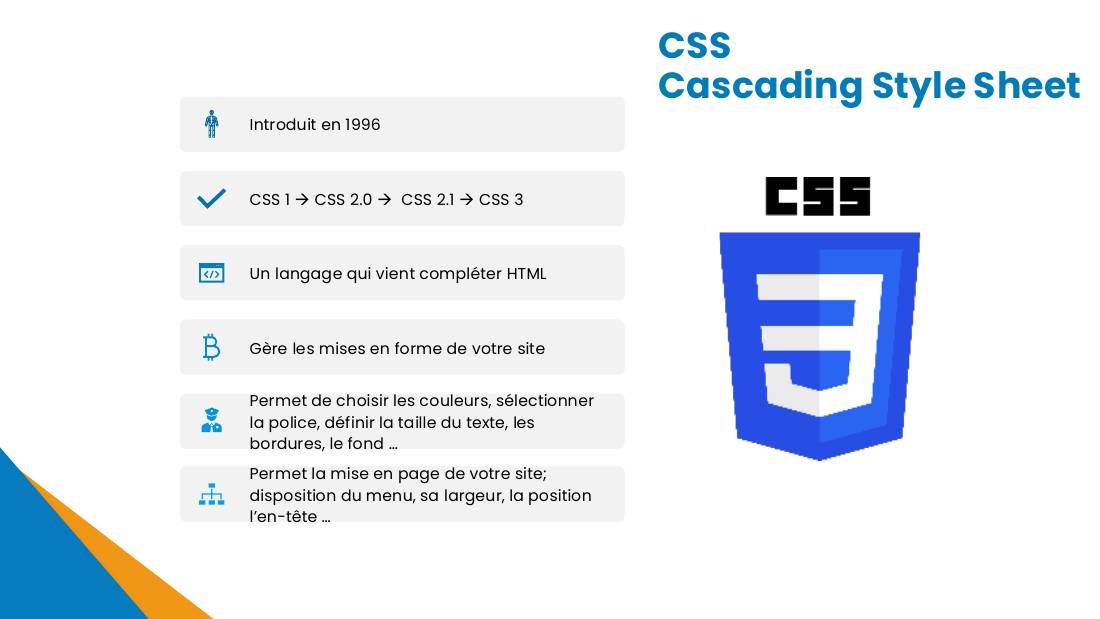 CSS
Cascading Style Sheet
Introduit en 1996
CSS 1 → CSS 2.0 → CSS 2.1 → CSS 3
Un langage qui vient compléter HTML
Gère les mises en forme de votre site
Permet de choisir les couleurs, sélectionner
la police, définir la taille du texte, les
bordures, le fond …
Permet la mise en page de votre site;
disposition du menu, sa largeur, la position
l’en-tête …
CSS
3